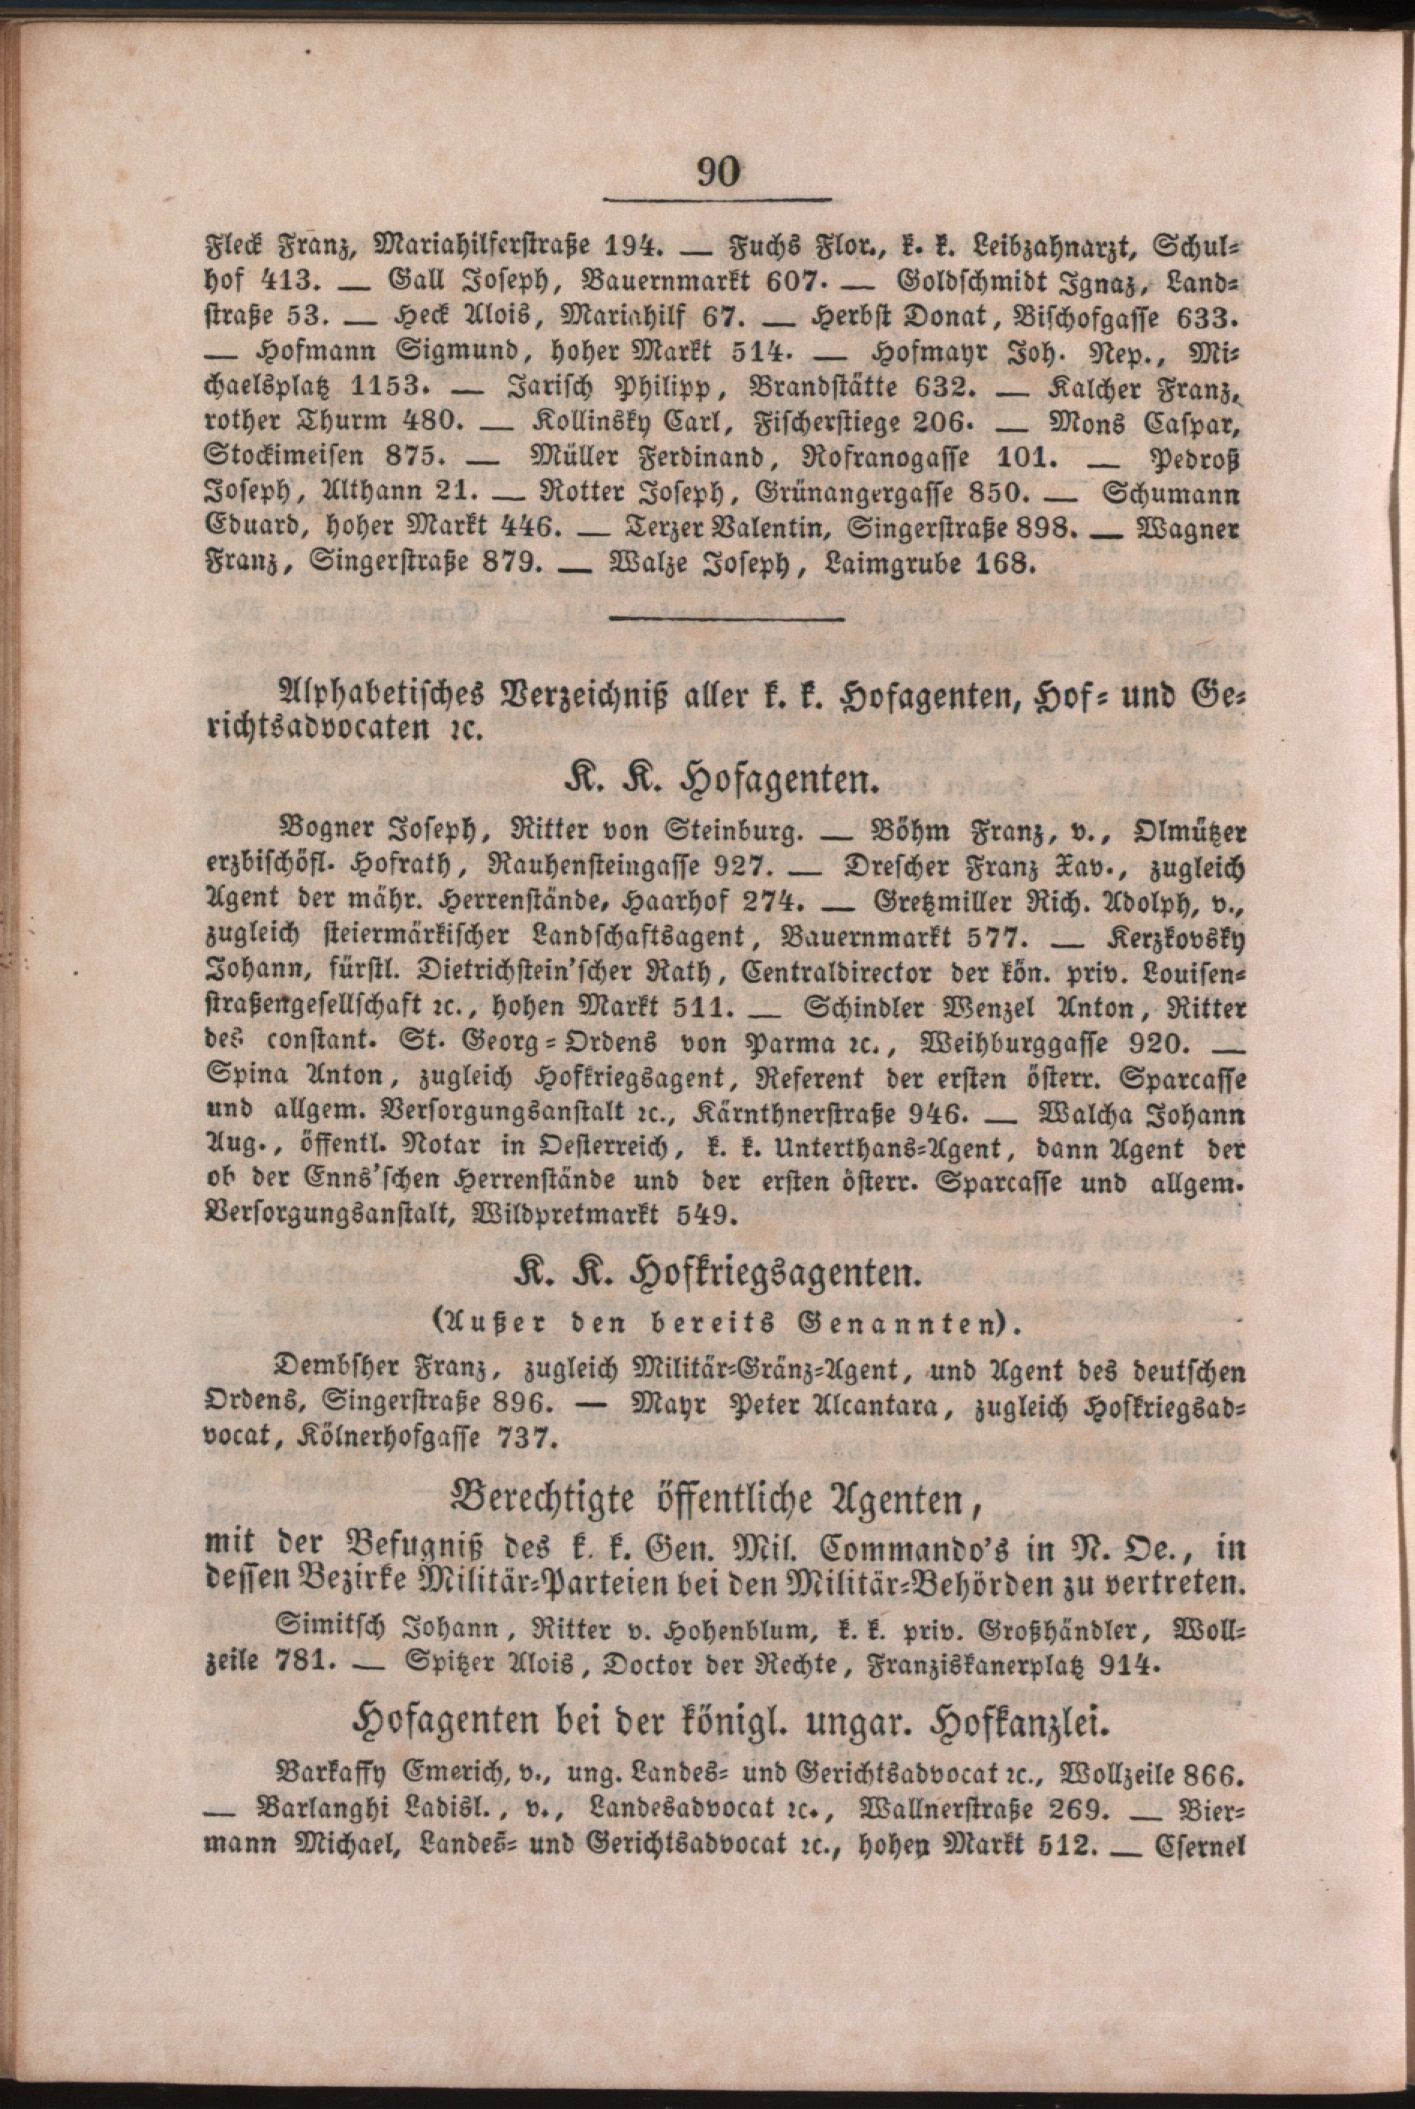 90
Fleck Franz, Mariahilferstraße 194. — Fuchs Flor., k. k. Leibzahnarzt, Schul-
hof 413. — Gall Joseph, Bauernmarkt 607. — Goldschmidt Ignaz, Land-
straße 53. — Heck Alois, Mariahilf 67. — Herbst Donat, Bischofgasse 633.
— Hofmann Sigmund, hoher Markt 514. — Hofmayr Joh. Nep., Mi-
chaelsplatz 1153. — Jarisch Philipp, Brandstätte 632. — Kalcher Franz,
rother Thurm 480. — Kollinsky Carl, Fischerstiege 206. — Mons Caspar,
Stockimeisen 875. — Müller Ferdinand, Rofranogasse 101. — Pedroß
Joseph, Althann 21. — Rotter Joseph, Grünangergasse 850. — Schumann
Eduard, hoher Markt 446. — Terzer Valentin, Singerstraße 898. — Wagner
Franz, Singerstraße 879. — Walze Joseph, Laimgrube 168.
Alphabetisches Verzeichniß aller k. k. Hofagenten, Hof- und Ge-
richtsadvocaten ꝛc.
K. K. Hofagenten.
Bogner Joseph, Ritter von Steinburg. — Böhm Franz, v., Olmützer
erzbischöfl. Hofrath, Rauhensteingasse 927. — Drescher Franz Xav., zugleich
Agent der mähr. Herrenstände, Haarhof 274. — Gretzmiller Rich. Adolph, v.,
zugleich steiermärkischer Landschaftsagent, Bauernmarkt 577. — Kerzkovsky
Johann, fürstl. Dietrichstein'scher Rath, Centraldirector der kön. priv. Louisen-
straßengesellschaft ꝛc., hohen Markt 511. — Schindler Wenzel Anton, Ritter
des constant. St. Georg-Ordens von Parma ꝛc., Weihburggasse 920. —
Spina Anton, zugleich Hofkriegsagent, Referent der ersten österr. Sparcasse
und allgem. Versorgungsanstalt ꝛc., Kärnthnerstraße 946. — Walcha Johann
Aug., öffentl. Notar in Oesterreich, k. k. Unterthans-Agent, dann Agent der
ob der Enns'schen Herrenstände und der ersten österr. Sparcasse und allgem.
Versorgungsanstalt, Wildpretmarkt 549.
K. K. Hofkriegsagenten.
(Außer den bereits Genannten).
Dembsher Franz, zugleich Militär-Gränz-Agent, und Agent des deutschen
Ordens, Singerstraße 896. — Mayr Peter Alcantara, zugleich Hofkriegsad-
vocat, Kölnerhofgasse 737.
Berechtigte öffentliche Agenten,
mit der Befugniß des k. k. Gen. Mil. Commando's in N. Oe., in
dessen Bezirke Militär-Parteien bei den Militär-Behörden zu vertreten.
Simitsch Johann, Ritter v. Hohenblum, k. k. priv. Großhändler, Woll-
zeile 781. — Spitzer Alois, Doctor der Rechte, Franziskanerplatz 914.
Hofagenten bei der königl. ungar. Hofkanzlei.
Barkaffy Emerich, v., ung. Landes- und Gerichtsadvocat ꝛc., Wollzeile 866.
— Barlanghi Ladisl., v., Landesadvocat ꝛc., Wallnerstraße 269. — Bier-
mann Michael, Landes- und Gerichtsadvocat ꝛc., hohen Markt 512. — Csernel